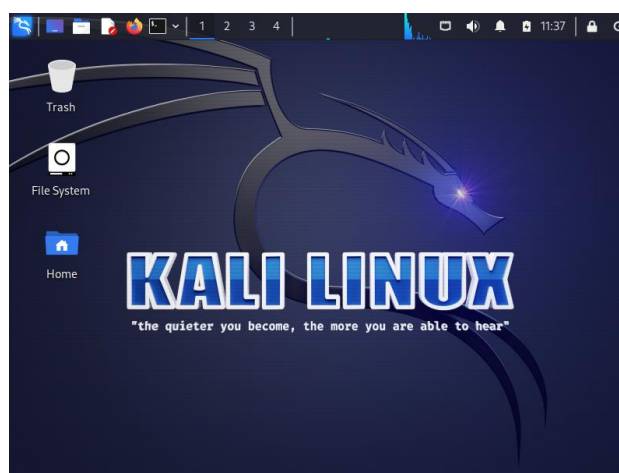 1 2 3 4 11:37
Trash
File System
Home
KALI LINUX
"the quieter you become, the more you are able to hear"